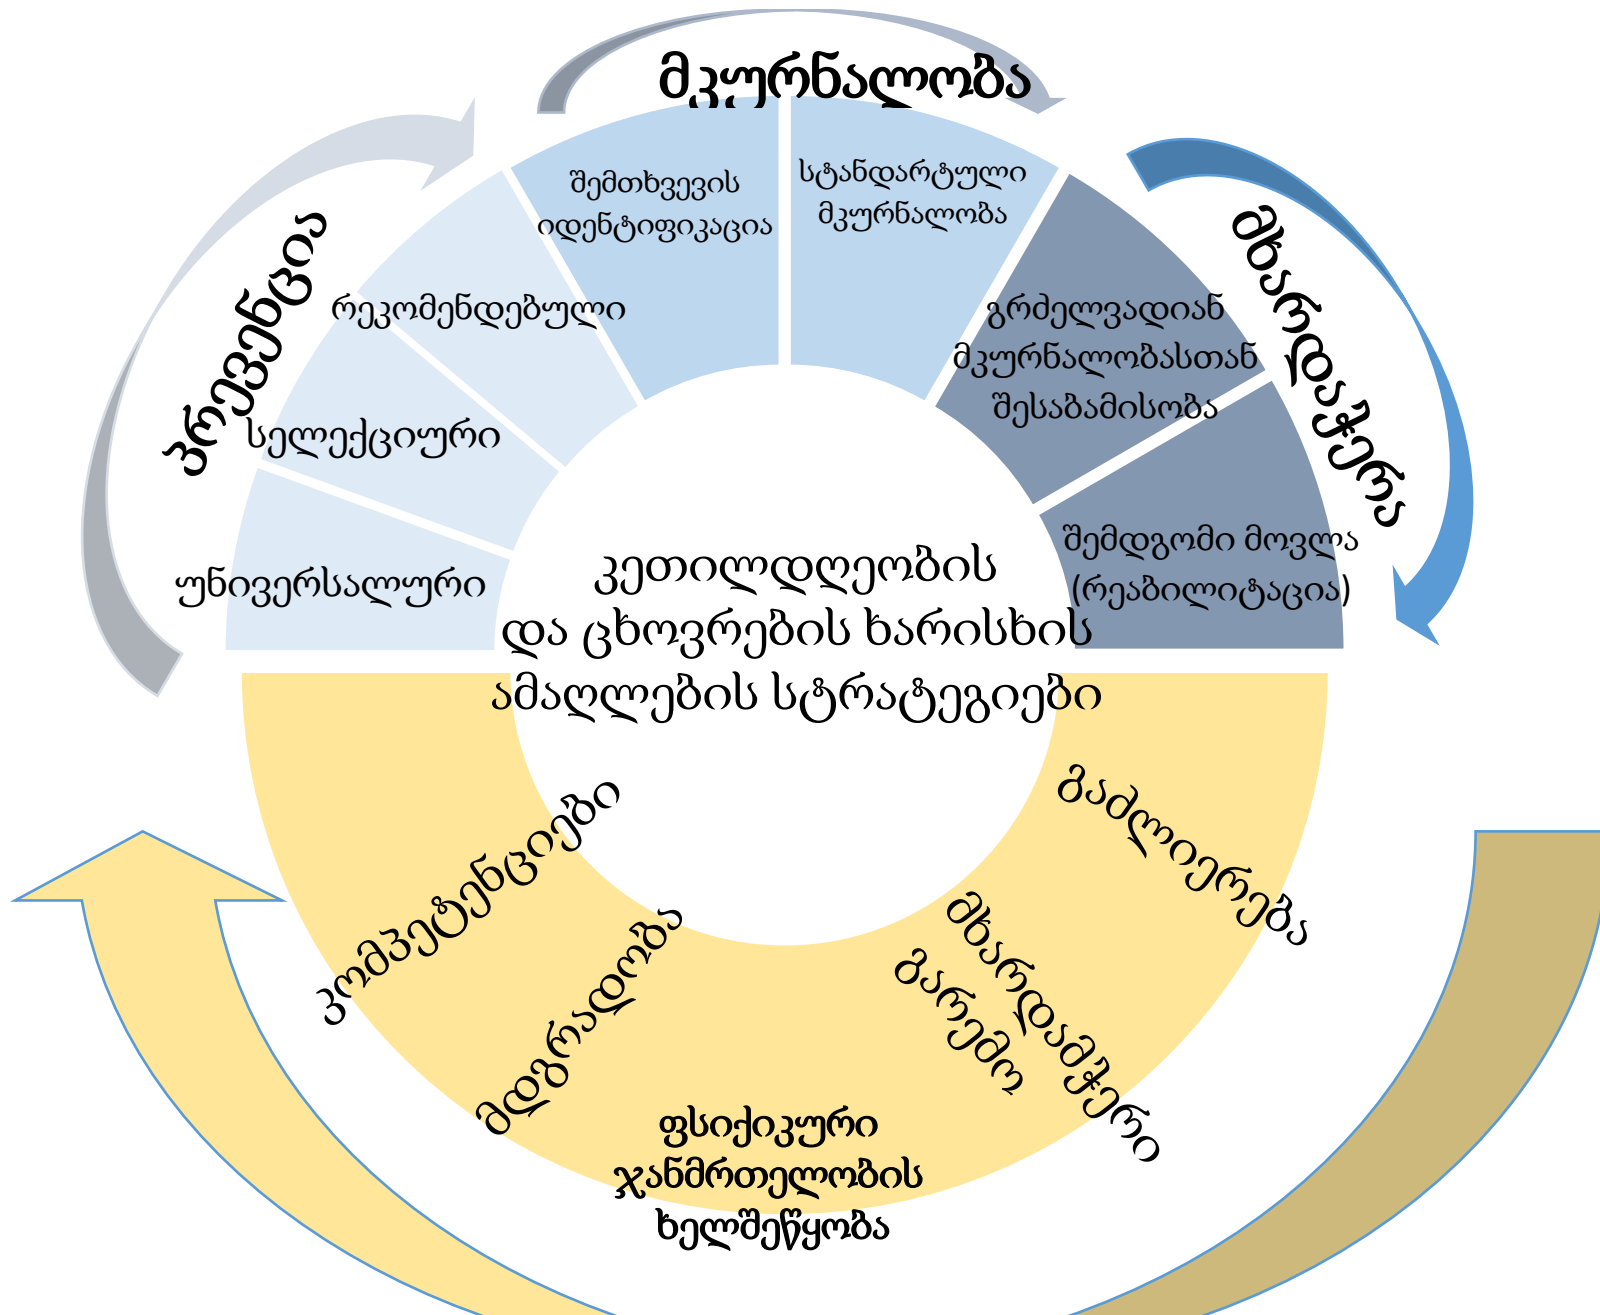 მკურნალობა
პრევენცია
მხარდაჭერა
შემთხვევის
იდენტიფიკაცია
სტანდარტული
მკურნალობა
რეკომენდებული
გრძელვადიან
მკურნალობასთან
შესაბამისობა
სელექციური
უნივერსალური
შემდგომი მოვლა
(რეაბილიტაცია)
კეთილდღეობის
და ცხოვრების ხარისხის
ამაღლების სტრატეგიები
კომპეტენციები
მდგრადობა
ფსიქიკური
ჯანმრთელობის
ხელშეწყობა
მხარდამჭერი
გარემო
გაძლიერება